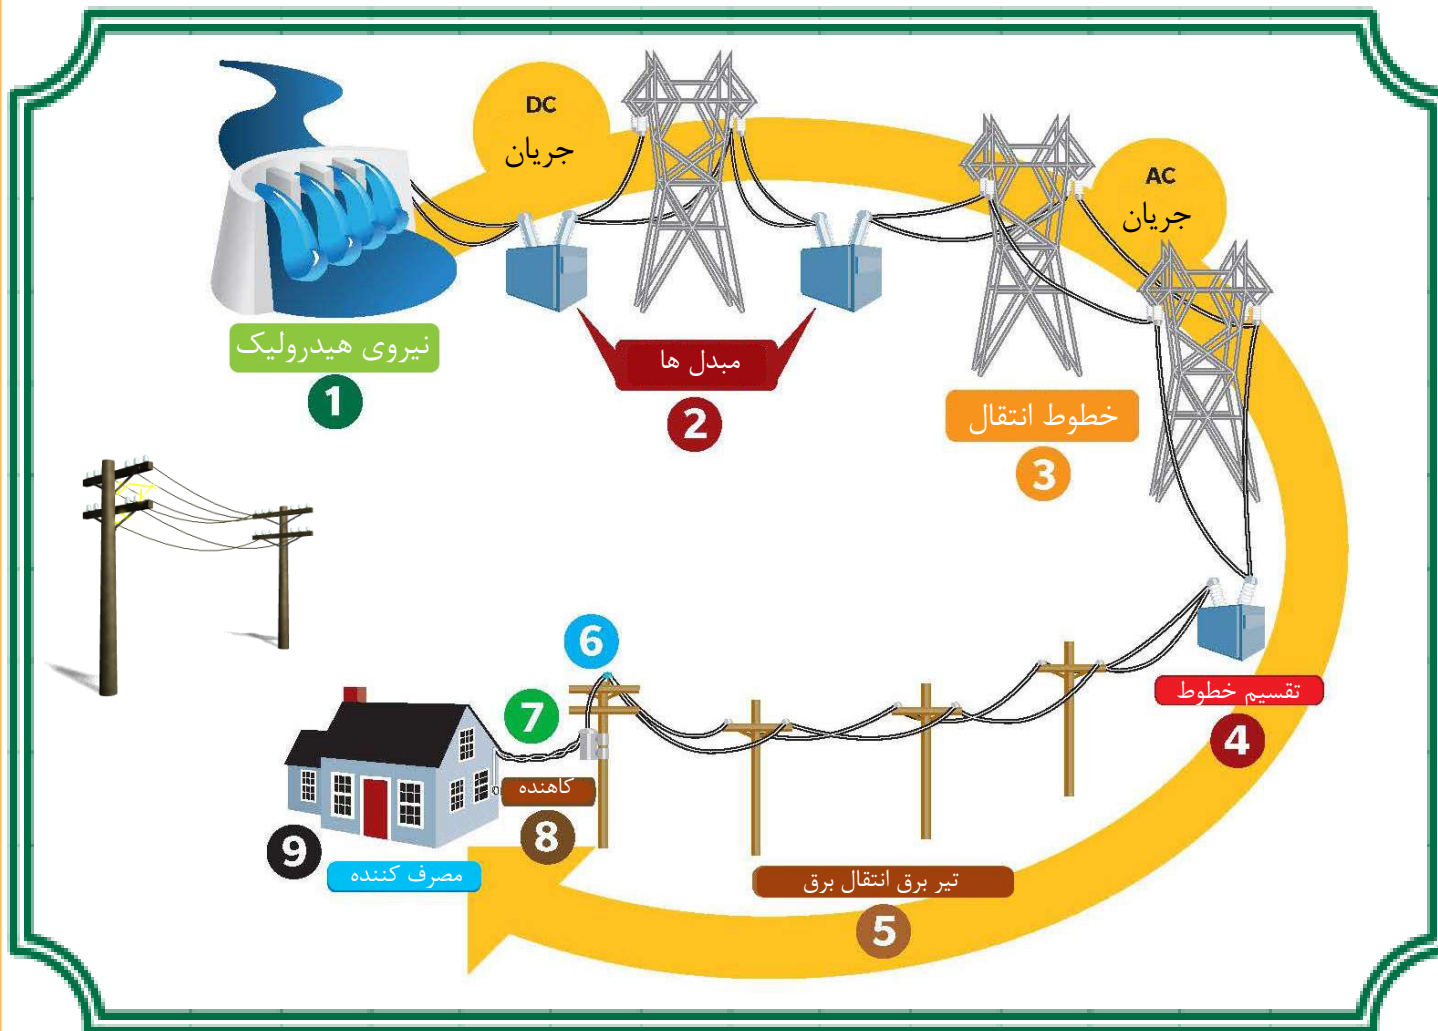 DC
جریان
AC
جریان
نیروی هیدرولیک
1
مبدل ها
2
خطوط انتقال
3
تقسیم خطوط
4
تیر برق انتقال برق
5
6
7
کاهنده
8
9
مصرف کننده